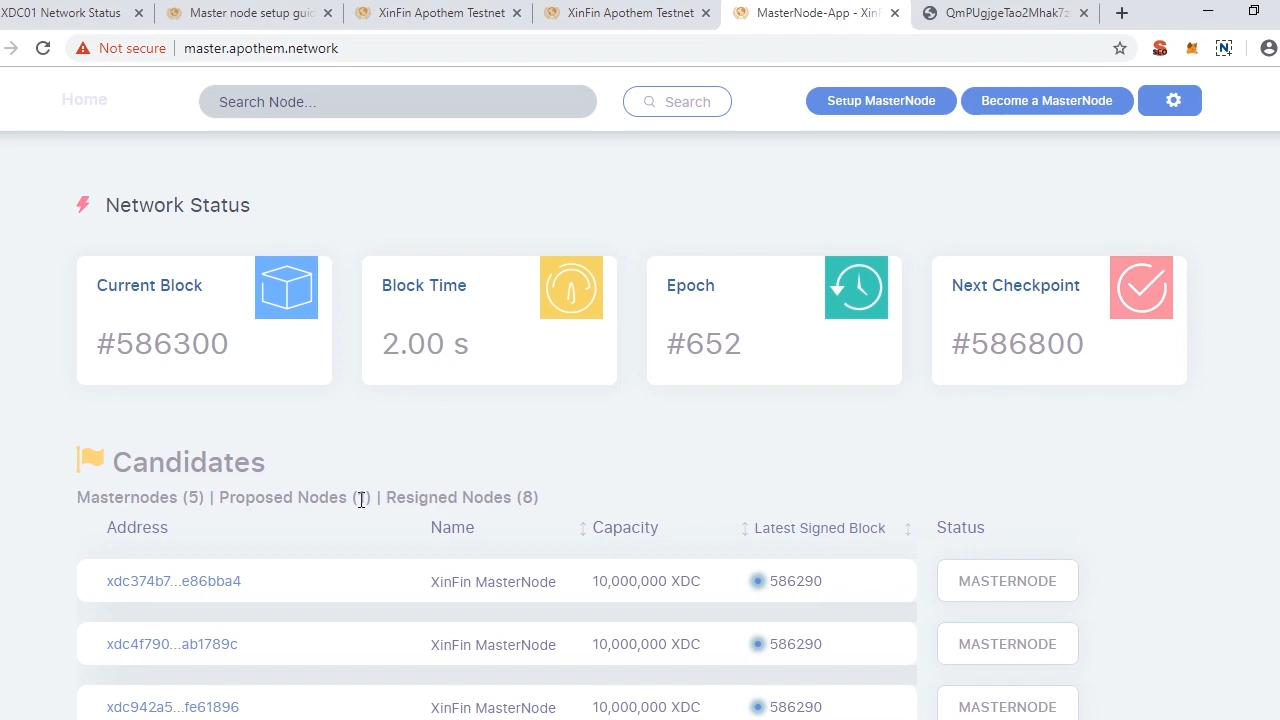 XDC01 Network Status
Master node setup guid
XinFin Apothem Testnet
XinFin Apothem Testnet
MasterNode-App - XinF
QmPUgjgeTao2Mhak7z
Not secure
master.apothem.network
Home
Search Node...
Search
Setup MasterNode
Become a MasterNode
Network Status
Current Block
Block Time
Epoch
Next Checkpoint
#586300
2.00 s
#652
#586800
Candidates
Masternodes (5) | Proposed Nodes | Resigned Nodes (8)
Address Name Capacity Latest Signed Block Status
xdc374b7...e86bba4 XinFin MasterNode 10,000,000 XDC 586290 MASTERNODE
xdc4f790...ab1789c XinFin MasterNode 10,000,000 XDC 586290 MASTERNODE
xdc942a5...fe61896 XinFin MasterNode 10,000,000 XDC 586290 MASTERNODE